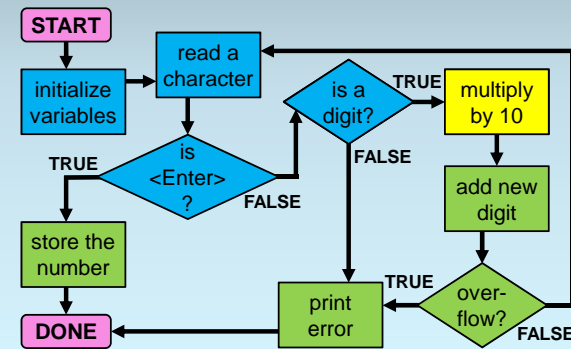 START
initialize
variables
read a
character
is
<Enter>
?
TRUE
FALSE
store the
number
DONE
is a
digit?
TRUE
FALSE
multiply
by 10
add new
digit
over-
flow?
TRUE
FALSE
print
error